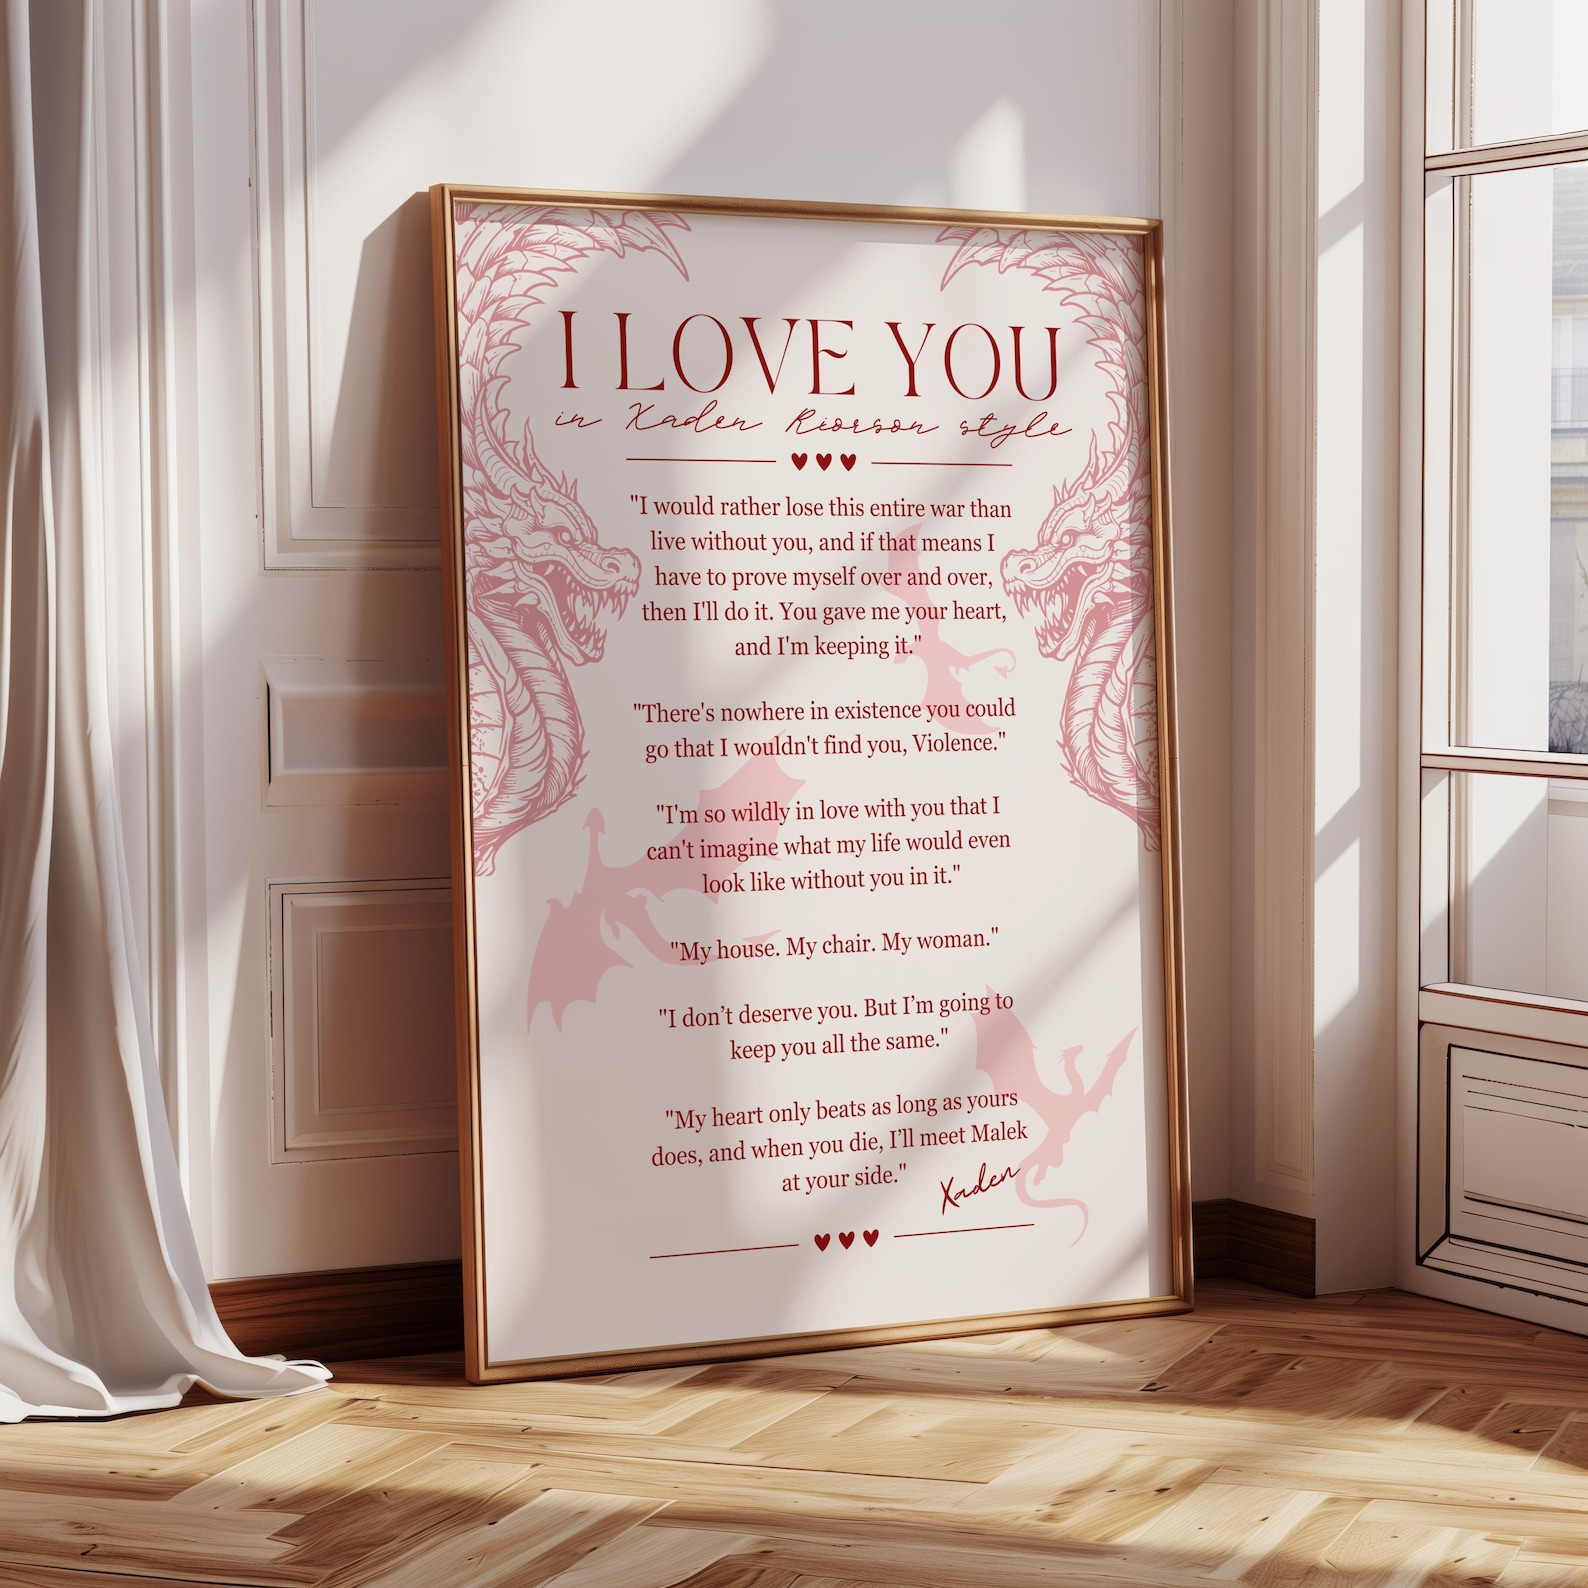 I LOVE YOU
in Xaden Riorson style
"I would rather lose this entire war than
live without you, and if that means I
have to prove myself over and over,
then I'll do it. You gave me your heart,
and I'm keeping it."
"There's nowhere in existence you could
go that I wouldn't find you, Violence."
"I'm so wildly in love with you that I
can't imagine what my life would even
look like without you in it."
"My house. My chair. My woman."
"I don’t deserve you. But I’m going to
keep you all the same."
"My heart only beats as long as yours
does, and when you die, I’ll meet Malek
at your side."
Xaden